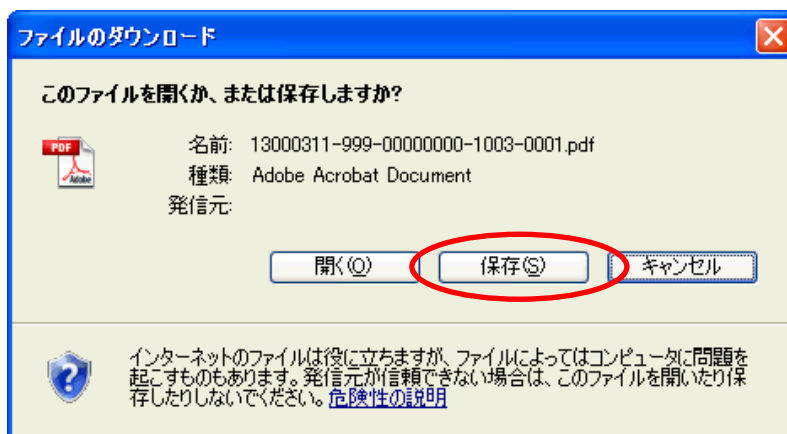 ファイルのダウンロード
このファイルを開くか、または保存しますか?
PDF
Adobe
名前: 13000311-999-00000000-1003-0001.pdf
種類: Adobe Acrobat Document
発信元:
開く(O) 保存(S) キャンセル
インターネットのファイルは役に立ちますが、ファイルによってはコンピュータに問題を
起こすものもあります。発信元が信頼できない場合は、このファイルを開いたり保
存したりしないでください。危険性の説明